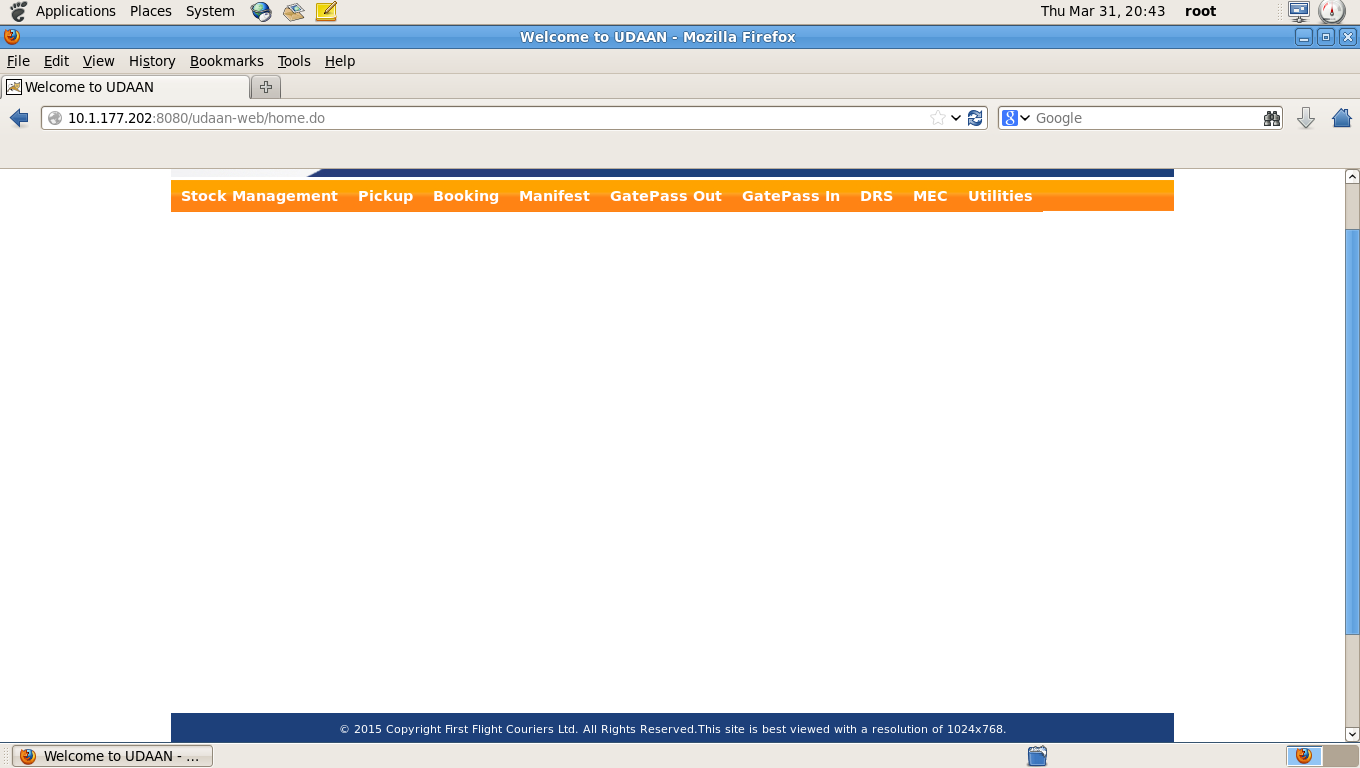 Applications Places System Thu Mar 31, 20:43 root
Welcome to UDAAN - Mozilla Firefox
File Edit View History Bookmarks Tools Help
Welcome to UDAAN
10.1.177.202:8080/udaan-web/home.do Google
Stock Management Pickup Booking Manifest GatePass Out GatePass In DRS MEC Utilities
© 2015 Copyright First Flight Couriers Ltd. All Rights Reserved.This site is best viewed with a resolution of 1024x768.
Welcome to UDAAN - ...